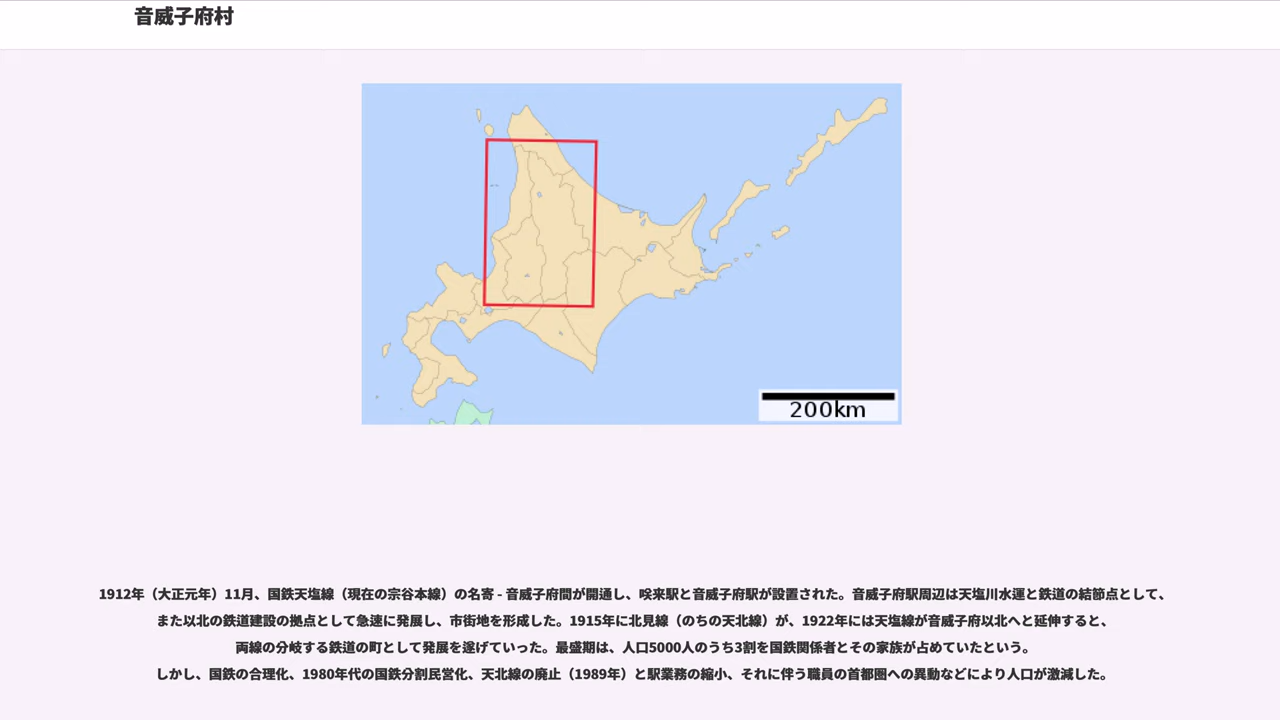 音威子府村
200km
1912年（大正元年）11月、国鉄天塩線（現在の宗谷本線）の名寄 - 音威子府間が開通し、咲来駅と音威子府駅が設置された。音威子府駅周辺は天塩川水運と鉄道の結節点として、
また以北の鉄道建設の拠点として急速に発展し、市街地を形成した。1915年に北見線（のちの天北線）が、1922年には天塩線が音威子府以北へと延伸すると、
両線の分岐する鉄道の町として発展を遂げていった。最盛期は、人口5000人のうち3割を国鉄関係者とその家族が占めていたという。
しかし、国鉄の合理化、1980年代の国鉄分割民営化、天北線の廃止（1989年）と駅業務の縮小、それに伴う職員の首都圏への異動などにより人口が激減した。